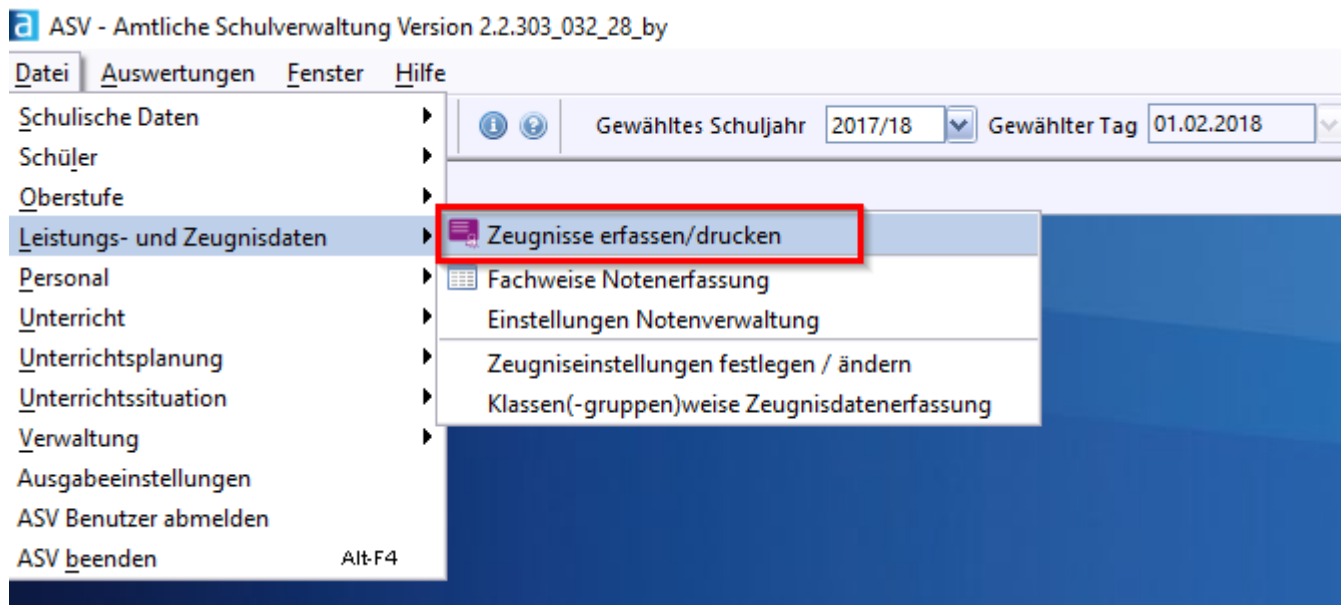 ASV - Amtliche Schulverwaltung Version 2.2.303_032_28_by
Datei Auswertungen Fenster Hilfe
Gewähltes Schuljahr 2017/18 Gewählter Tag 01.02.2018
Schulische Daten
Schüler
Oberstufe
Leistungs- und Zeugnisdaten
Personal
Unterricht
Unterrichtsplanung
Unterrichtssituation
Verwaltung
Ausgabeeinstellungen
ASV Benutzer abmelden
ASV beenden Alt-F4
Zeugnisse erfassen/drucken
Fachweise Notenerfassung
Einstellungen Notenverwaltung
Zeugniseinstellungen festlegen / ändern
Klassen(-gruppen)weise Zeugnisdatenerfassung